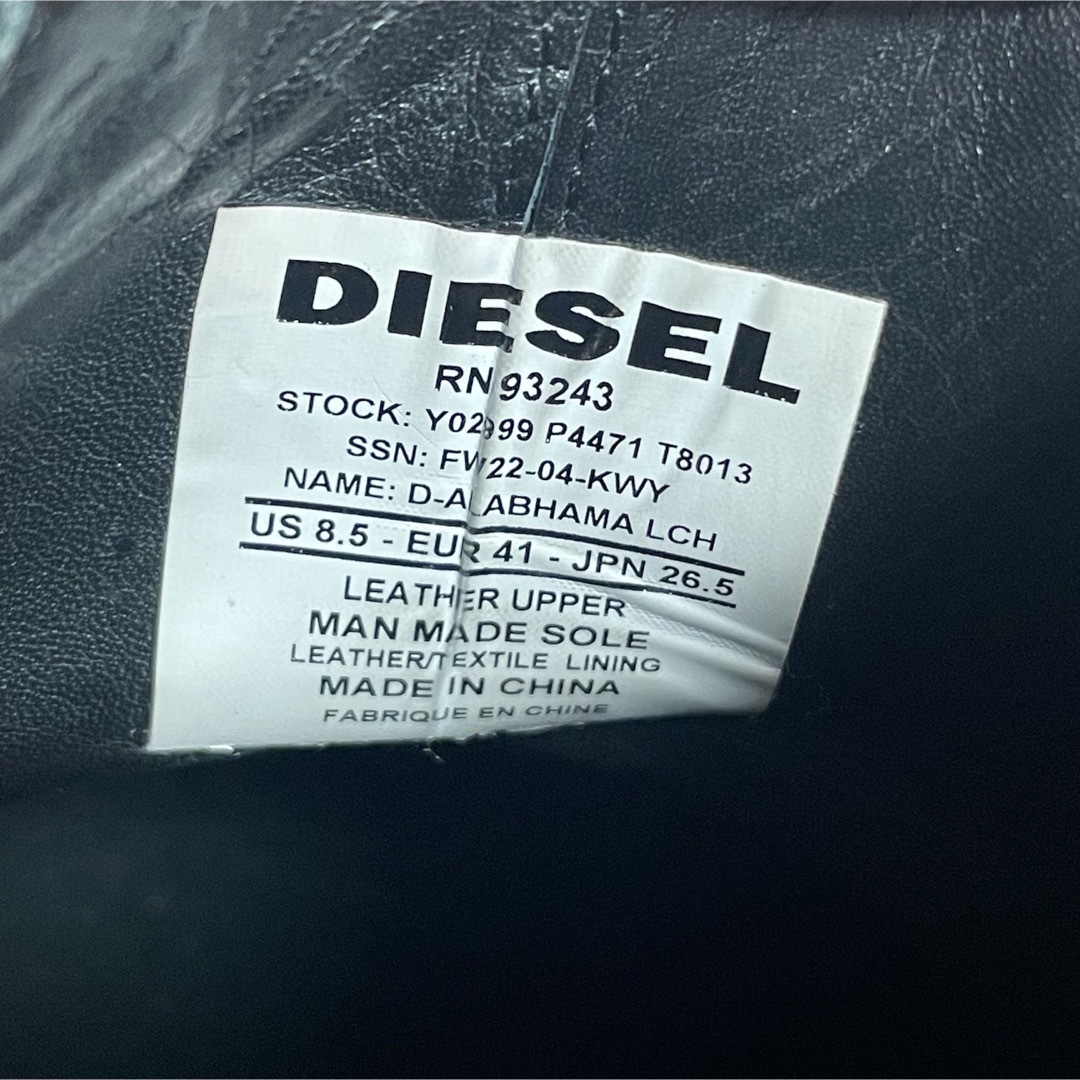 DIESEL
RN 93243
STOCK: P4471 T8013
SSN: FW22-04-KWY
NAME: D-ALABHAMA LCH
US 8.5 - EUR 41 - JPN 26.5
LEATHER UPPER
MAN MADE SOLE
LEATHER/TEXTILE LINING
MADE IN CHINA
FABRIQUE EN CHINE